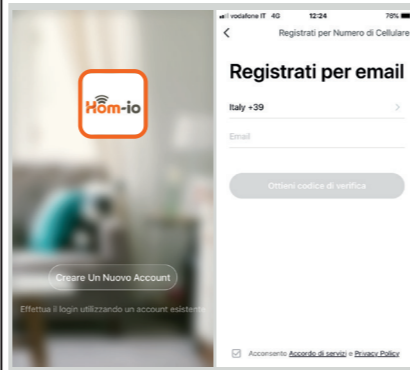 Hom-io
Creare Un Nuovo Account
Effettua il login utilizzando un account esistente
vodafone IT 4G 12:24 76%
Registrati per Numero di Cellulare
Registrati per email
Italy +39
Email
Ottieni codice di verifica
Acconsento Accordo di servizi e Privacy Policy